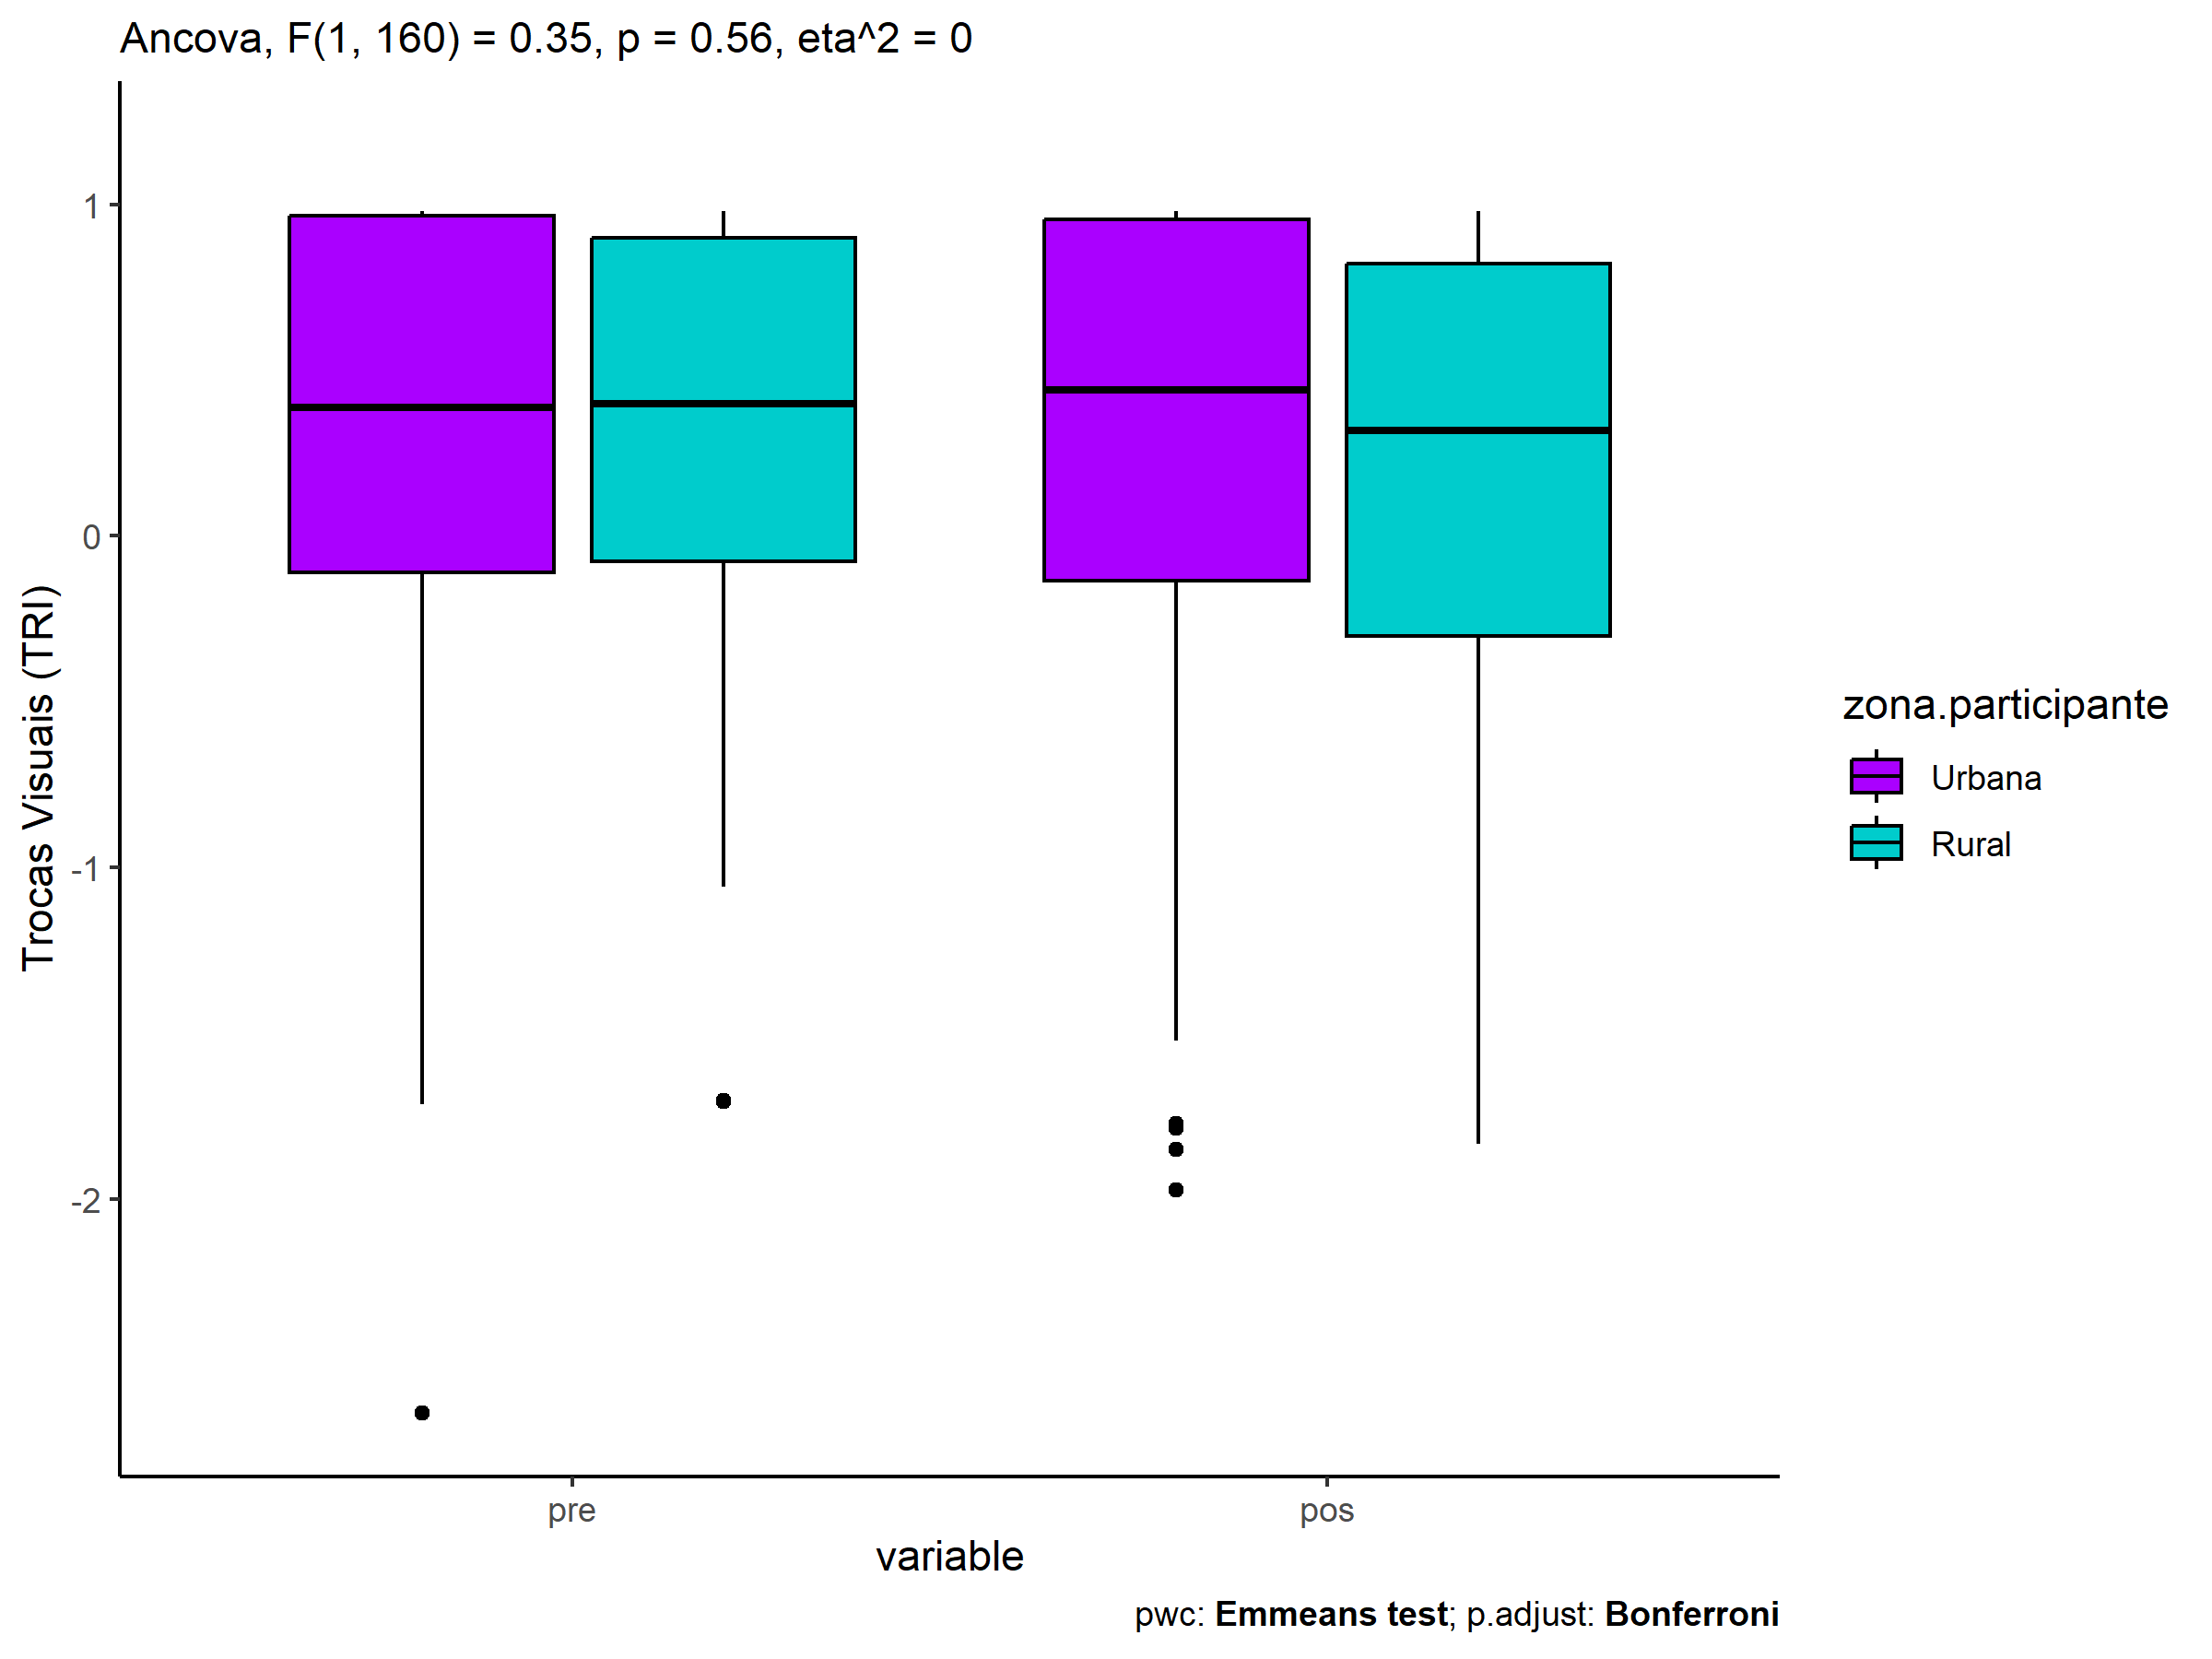 Ancova, F(1, 160) = 0.35, p = 0.56, eta^2 = 0
Trocas Visuais (TRI)
1
0
-1
-2
pre
pos
variable
zona.participante
Urbana
Rural
pwc: Emmeans test; p.adjust: Bonferroni